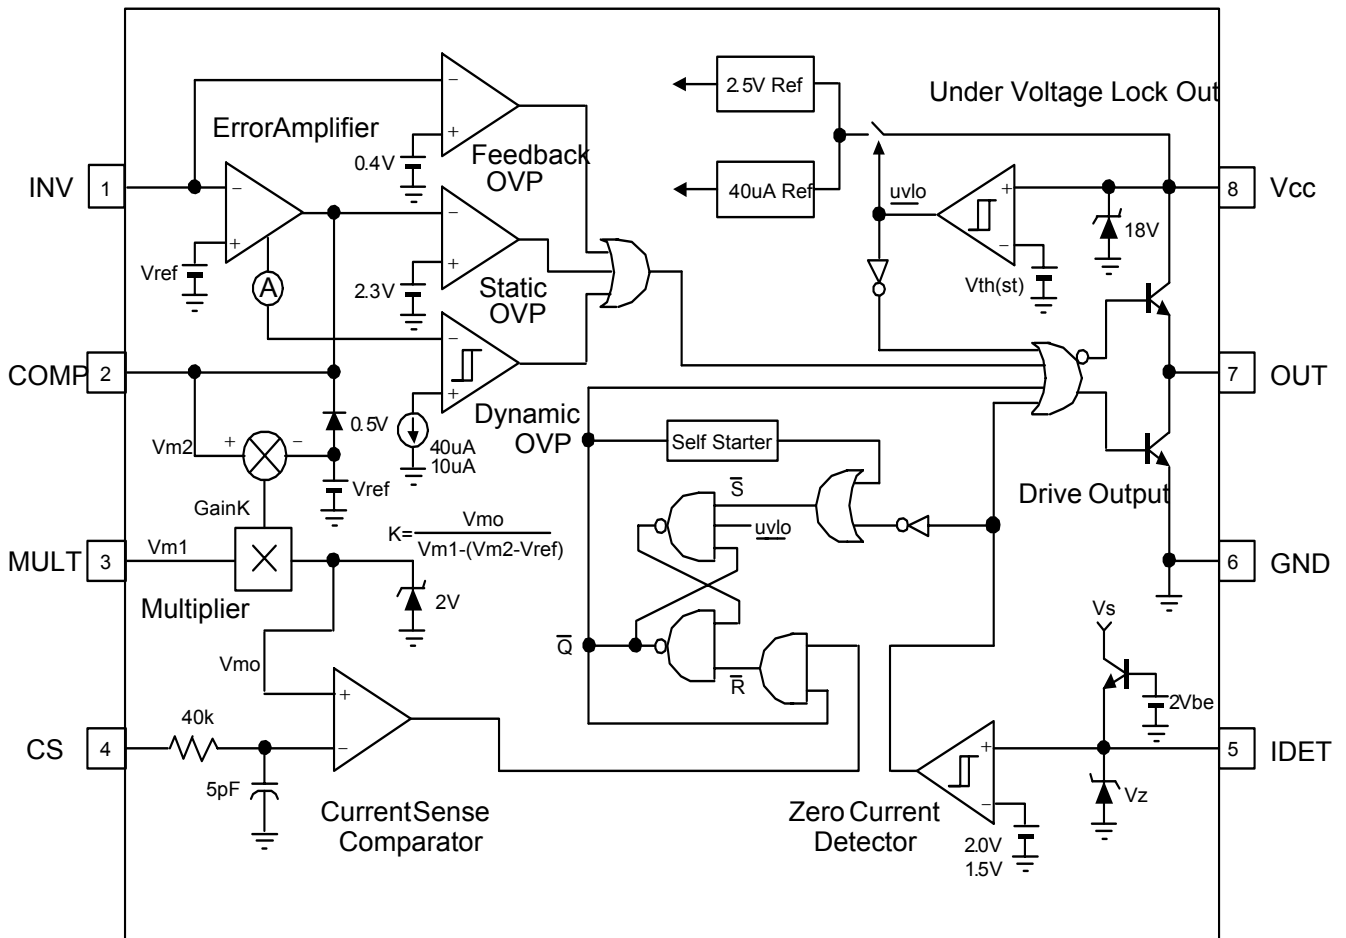 2.5V Ref
Under Voltage Lock Out
ErrorAmplifier
0.4V
Feedback
OVP
INV
1
40uA Ref
uvlo
18V
8
Vcc
Vref
A
2.3V
Static
OVP
Vth(st)
COMP
2
7
OUT
0.5V
Dynamic
OVP
40uA
10uA
Self Starter
Vm2
Vref
S
Drive Output
GainK
K=
Vmo
Vm1-(Vm2-Vref)
uvlo
MULT
3
Vm1
6
GND
Multiplier
2V
Vs
Q
R
Vmo
2Vbe
CS
4
40k
5
IDET
5pF
CurrentSense
Comparator
Zero Current
Detector
Vz
2.0V
1.5V